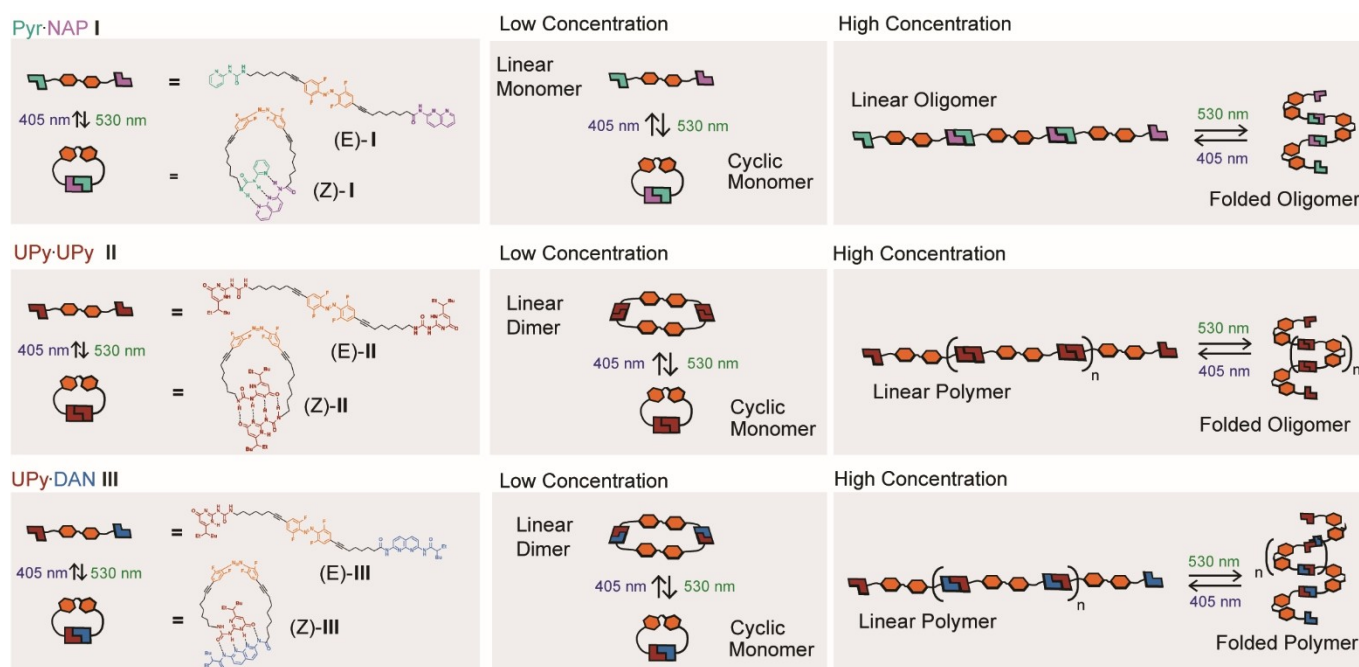 Pyr·NAP I
405 nm 530 nm
=
=
(E)-I
(Z)-I
Low Concentration
Linear
Monomer
405 nm 530 nm
Cyclic
Monomer
High Concentration
Linear Oligomer
530 nm
405 nm
Folded Oligomer
UPy·UPy II
405 nm 530 nm
=
=
(E)-II
(Z)-II
Low Concentration
Linear
Dimer
405 nm 530 nm
Cyclic
Monomer
High Concentration
n
Linear Polymer
530 nm
405 nm
n
Folded Oligomer
UPy·DAN III
405 nm 530 nm
=
=
(E)-III
(Z)-III
Low Concentration
Linear
Dimer
405 nm 530 nm
Cyclic
Monomer
High Concentration
n
Linear Polymer
530 nm
405 nm
n
Folded Polymer